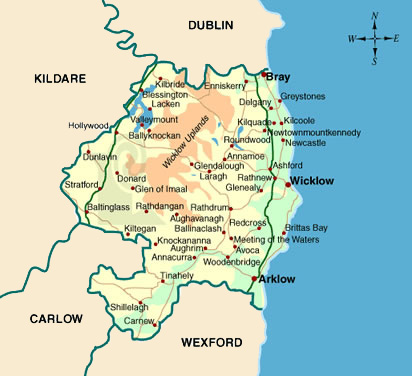 DUBLIN
N
W
E
S
KILDARE
Kilbride
Enniskerry
Bray
Blessington
Lacken
Delgany
Greystones
Valleymount
Kilquade
Kilcoole
Hollywood
Ballyknockan
Newtownmountkennedy
Roundwood
Newcastle
Wicklow Uplands
Dunlavin
Annamoe
Glendalough
Ashford
Donard
Laragh
Rathnew
Wicklow
Stratford
Glen of Imaal
Glenealy
Baltinglass
Rathdangan
Rathdrum
Aughavanagh
Kiltegan
Ballinaclash
Redcross
Brittas Bay
Knockananna
Meeting of the Waters
Aughrim
Avoca
Annacurra
Woodenbridge
Tinahely
Arklow
Shillelagh
CARLOW
Carnew
WEXFORD